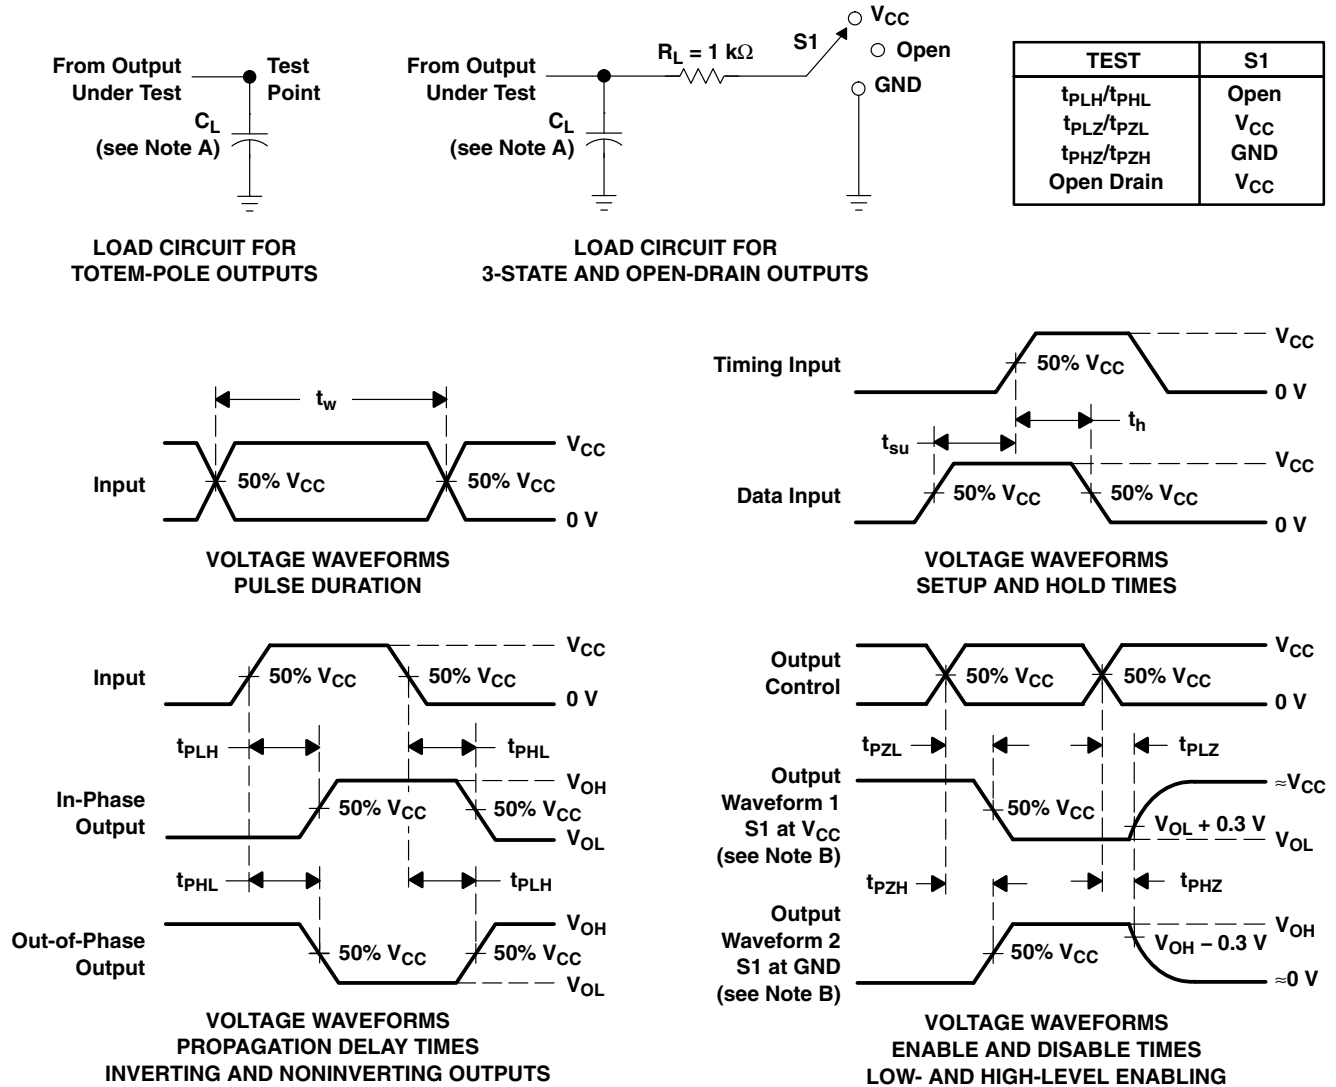 From Output
Under Test
Test
Point
CL
(see Note A)
LOAD CIRCUIT FOR
TOTEM-POLE OUTPUTS
From Output
Under Test
RL = 1 kΩ
S1
VCC
Open
GND
CL
(see Note A)
LOAD CIRCUIT FOR
3-STATE AND OPEN-DRAIN OUTPUTS
TEST S1
tPLH/tPHL Open
tPLZ/tPZL VCC
tPHZ/tPZH GND
Open Drain VCC
tw
Input
50% VCC
50% VCC
VCC
0 V
VOLTAGE WAVEFORMS
PULSE DURATION
Timing Input
50% VCC
VCC
0 V
tsu
th
Data Input
50% VCC
50% VCC
VCC
0 V
VOLTAGE WAVEFORMS
SETUP AND HOLD TIMES
Input
50% VCC
50% VCC
VCC
0 V
tPLH
tPHL
In-Phase
Output
50% VCC
50% VCC
VOH
VOL
tPHL
tPLH
Out-of-Phase
Output
50% VCC
50% VCC
VOH
VOL
VOLTAGE WAVEFORMS
PROPAGATION DELAY TIMES
INVERTING AND NONINVERTING OUTPUTS
Output
Control
50% VCC
50% VCC
VCC
0 V
tPZL
tPLZ
Output
Waveform 1
S1 at VCC
(see Note B)
50% VCC
VOL + 0.3 V
≈VCC
VOL
tPZH
tPHZ
Output
Waveform 2
S1 at GND
(see Note B)
50% VCC
VOH − 0.3 V
VOH
≈0 V
VOLTAGE WAVEFORMS
ENABLE AND DISABLE TIMES
LOW- AND HIGH-LEVEL ENABLING